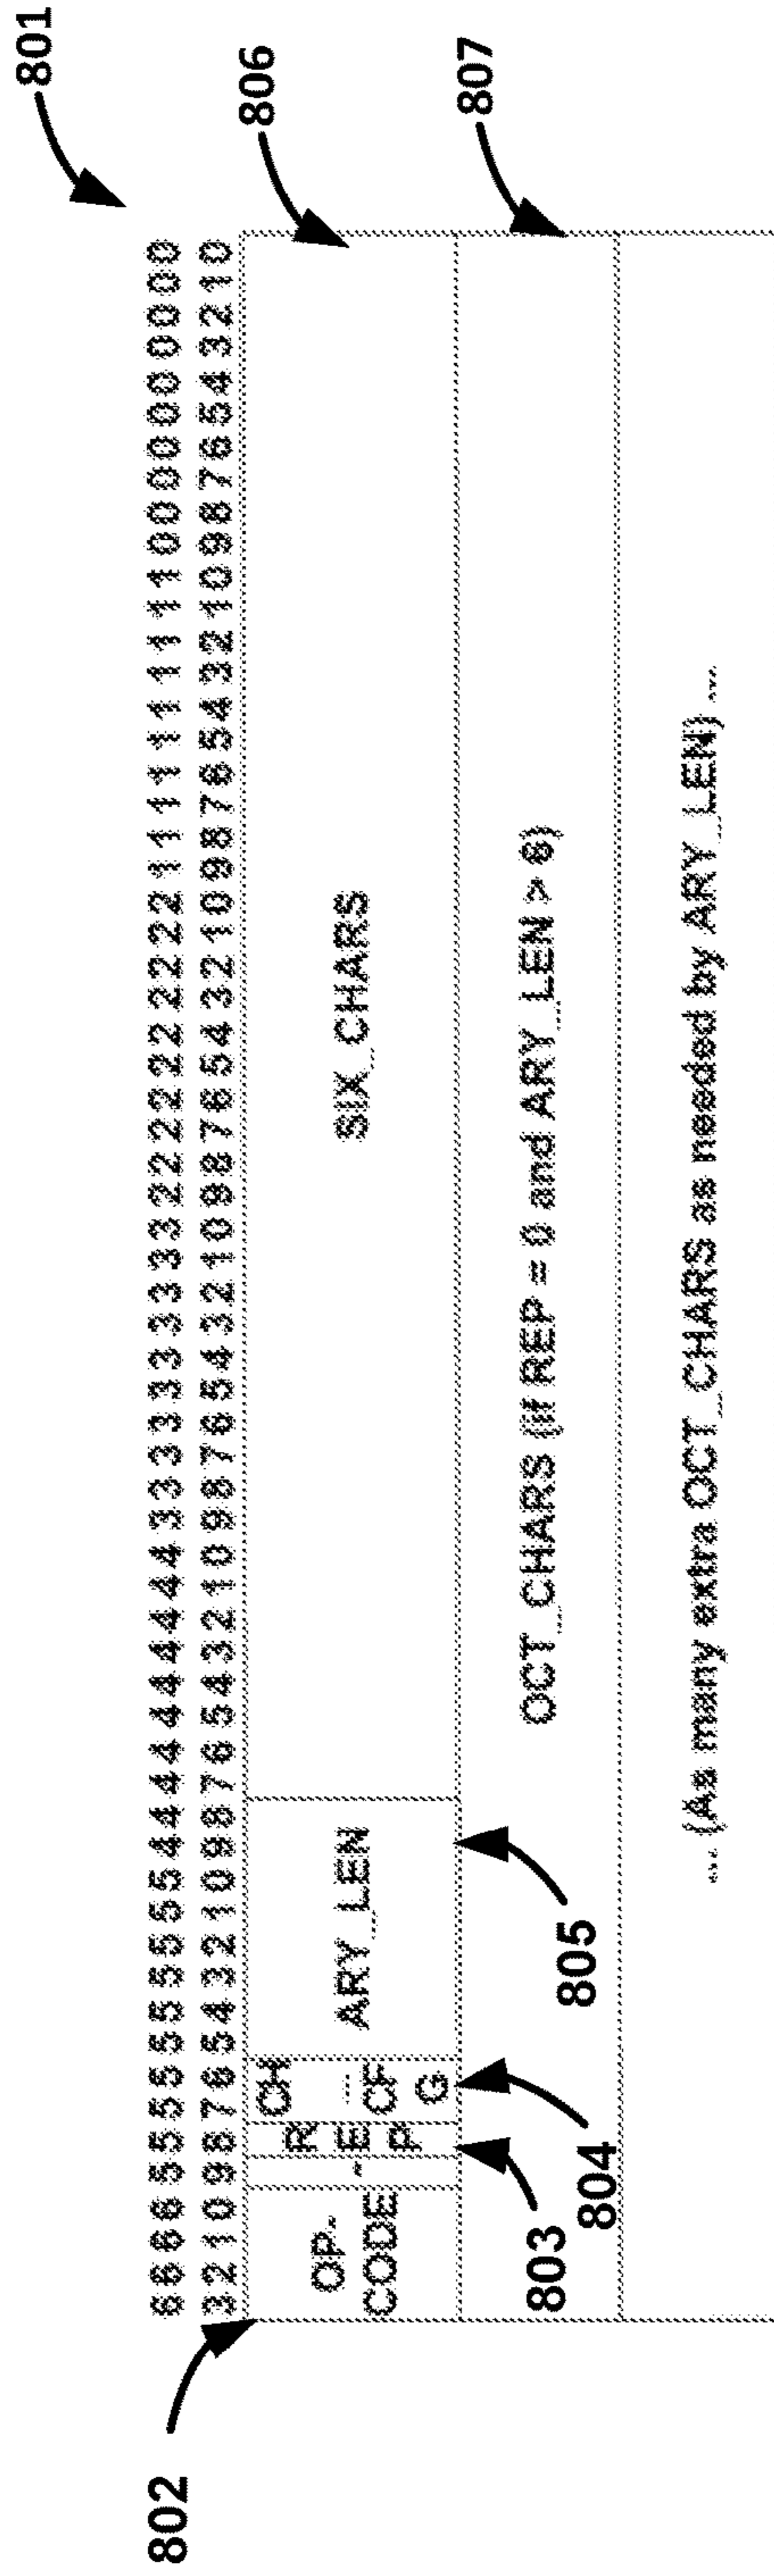 801
6 6 6 6 5 5 5 5 5 5 5 5 5 5 4 4 4 4 4 4 4 4 4 4 3 3 3 3 3 3 3 3 3 3 2 2 2 2 2 2 2 2 2 2 1 1 1 1 1 1 1 1 1 1 0 0 0 0 0 0 0 0 0 0
3 2 1 0 9 8 7 6 5 4 3 2 1 0 9 8 7 6 5 4 3 2 1 0 9 8 7 6 5 4 3 2 1 0 9 8 7 6 5 4 3 2 1 0 9 8 7 6 5 4 3 2 1 0 9 8 7 6 5 4 3 2 1 0
802
OP-
CODE
-
R
E
P
CH
_
CF
G
ARY_LEN
SIX_CHARS
806
803
804
805
OCT_CHARS (if REP = 0 and ARY_LEN > 6)
807
... (As many extra OCT_CHARS as needed by ARY_LEN) ...